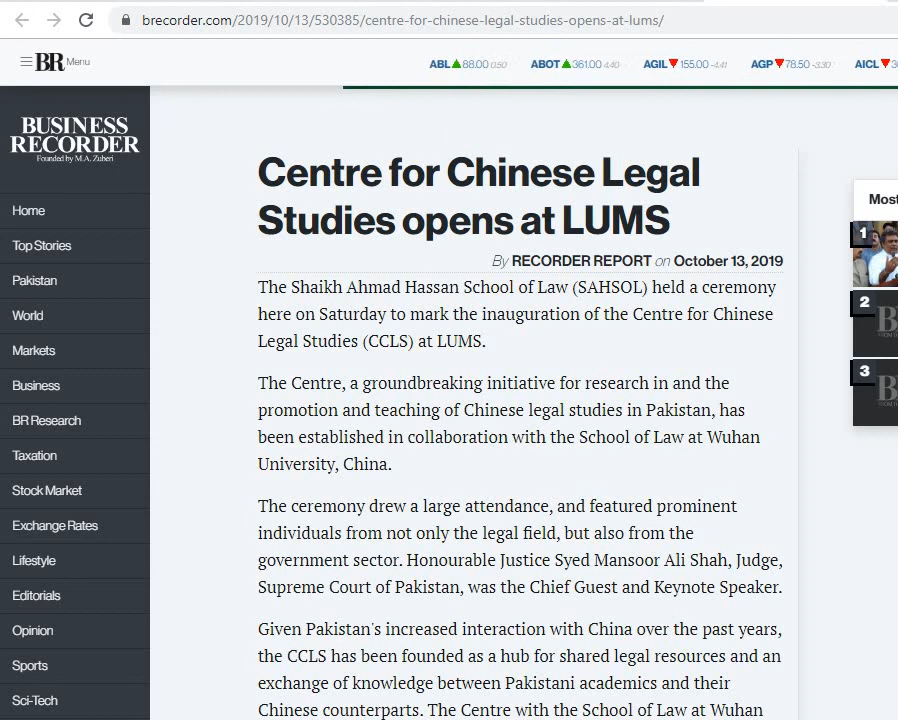 brecorder.com/2019/10/13/530385/centre-for-chinese-legal-studies-opens-at-lums/
BR Menu
ABL 88.00 0.50 ABOT 361.00 4.40 AGIL 155.00 -4.41 AGP 78.50 -3.30 AICL
BUSINESS
RECORDER
Founded by M.A. Zuberi
Home
Top Stories
Pakistan
World
Markets
Business
BR Research
Taxation
Stock Market
Exchange Rates
Lifestyle
Editorials
Opinion
Sports
Sci-Tech
Centre for Chinese Legal
Studies opens at LUMS
By RECORDER REPORT on October 13, 2019
The Shaikh Ahmad Hassan School of Law (SAHSOL) held a ceremony
here on Saturday to mark the inauguration of the Centre for Chinese
Legal Studies (CCLS) at LUMS.
The Centre, a groundbreaking initiative for research in and the
promotion and teaching of Chinese legal studies in Pakistan, has
been established in collaboration with the School of Law at Wuhan
University, China.
The ceremony drew a large attendance, and featured prominent
individuals from not only the legal field, but also from the
government sector. Honourable Justice Syed Mansoor Ali Shah, Judge,
Supreme Court of Pakistan, was the Chief Guest and Keynote Speaker.
Given Pakistan's increased interaction with China over the past years,
the CCLS has been founded as a hub for shared legal resources and an
exchange of knowledge between Pakistani academics and their
Chinese counterparts. The Centre with the School of Law at Wuhan
Most
1
2
3